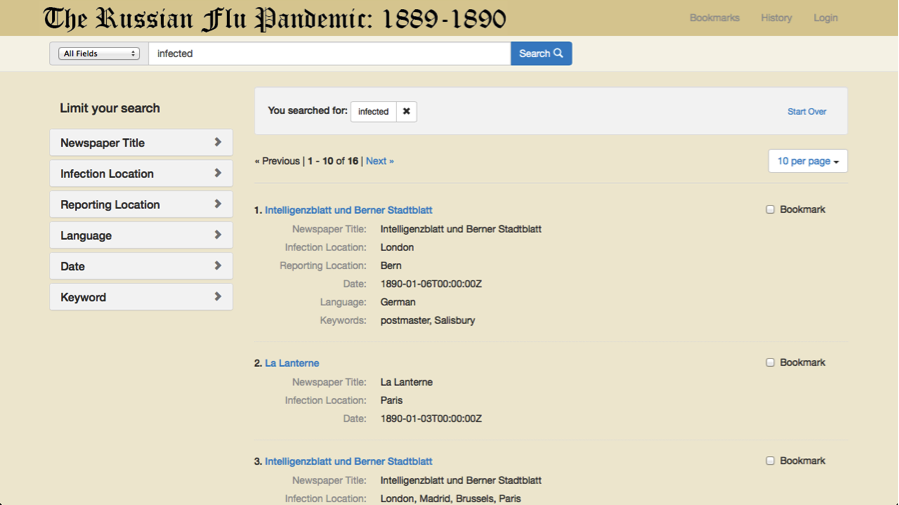 The Russian Flu Pandemic: 1889-1890
Bookmarks History Login
All Fields infected Search
Limit your search
Newspaper Title
Infection Location
Reporting Location
Language
Date
Keyword
You searched for: infected ✖ Start Over
« Previous | 1 - 10 of 16 | Next » 10 per page
1. Intelligenzblatt und Berner Stadtblatt Bookmark
Newspaper Title: Intelligenzblatt und Berner Stadtblatt
Infection Location: London
Reporting Location: Bern
Date: 1890-01-06T00:00:00Z
Language: German
Keywords: postmaster, Salisbury
2. La Lanterne Bookmark
Newspaper Title: La Lanterne
Infection Location: Paris
Date: 1890-01-03T00:00:00Z
3. Intelligenzblatt und Berner Stadtblatt Bookmark
Newspaper Title: Intelligenzblatt und Berner Stadtblatt
Infection Location: London, Madrid, Brussels, Paris